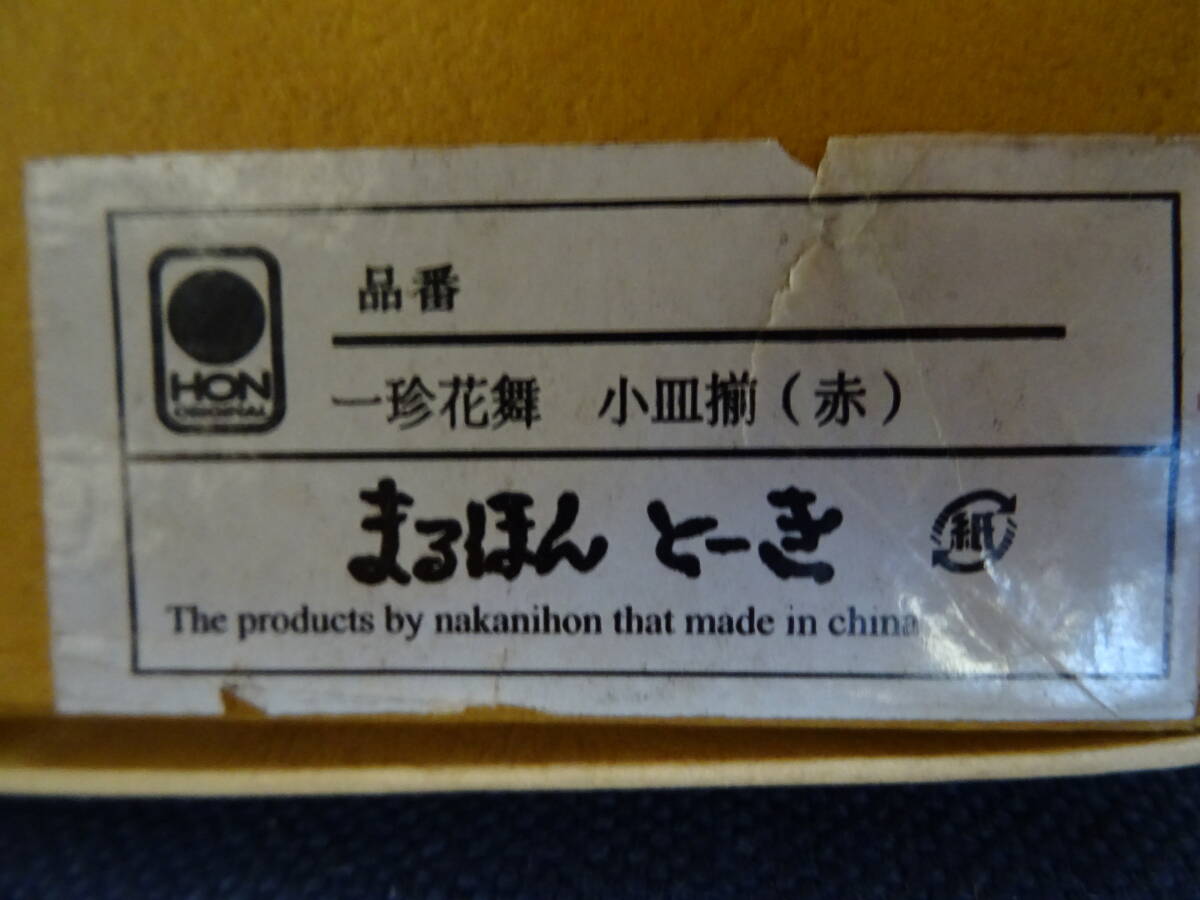 HON
ORIGINAL
品番
一珍花舞 小皿揃(赤)
まるほん とーき
紙
The products by nakanihon that made in china